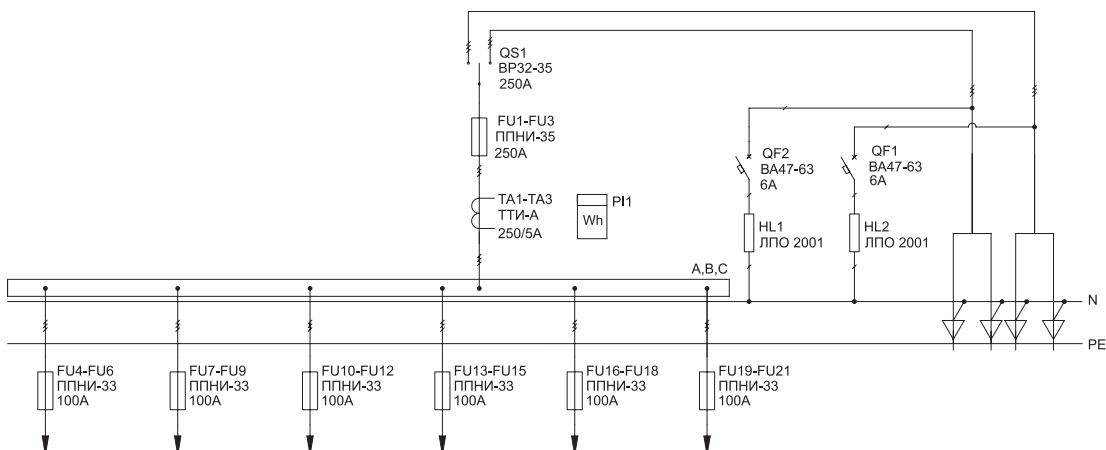 QS1
ВР32-35
250А
FU1-FU3
ППНИ-35
250А
TA1-TA3
ТТИ-А
250/5А
PI1
Wh
QF2
ВА47-63
6А
QF1
ВА47-63
6А
HL1
ЛПО 2001
HL2
ЛПО 2001
A,B,C
N
PE
FU4-FU6
ППНИ-33
100А
FU7-FU9
ППНИ-33
100А
FU10-FU12
ППНИ-33
100А
FU13-FU15
ППНИ-33
100А
FU16-FU18
ППНИ-33
100А
FU19-FU21
ППНИ-33
100А